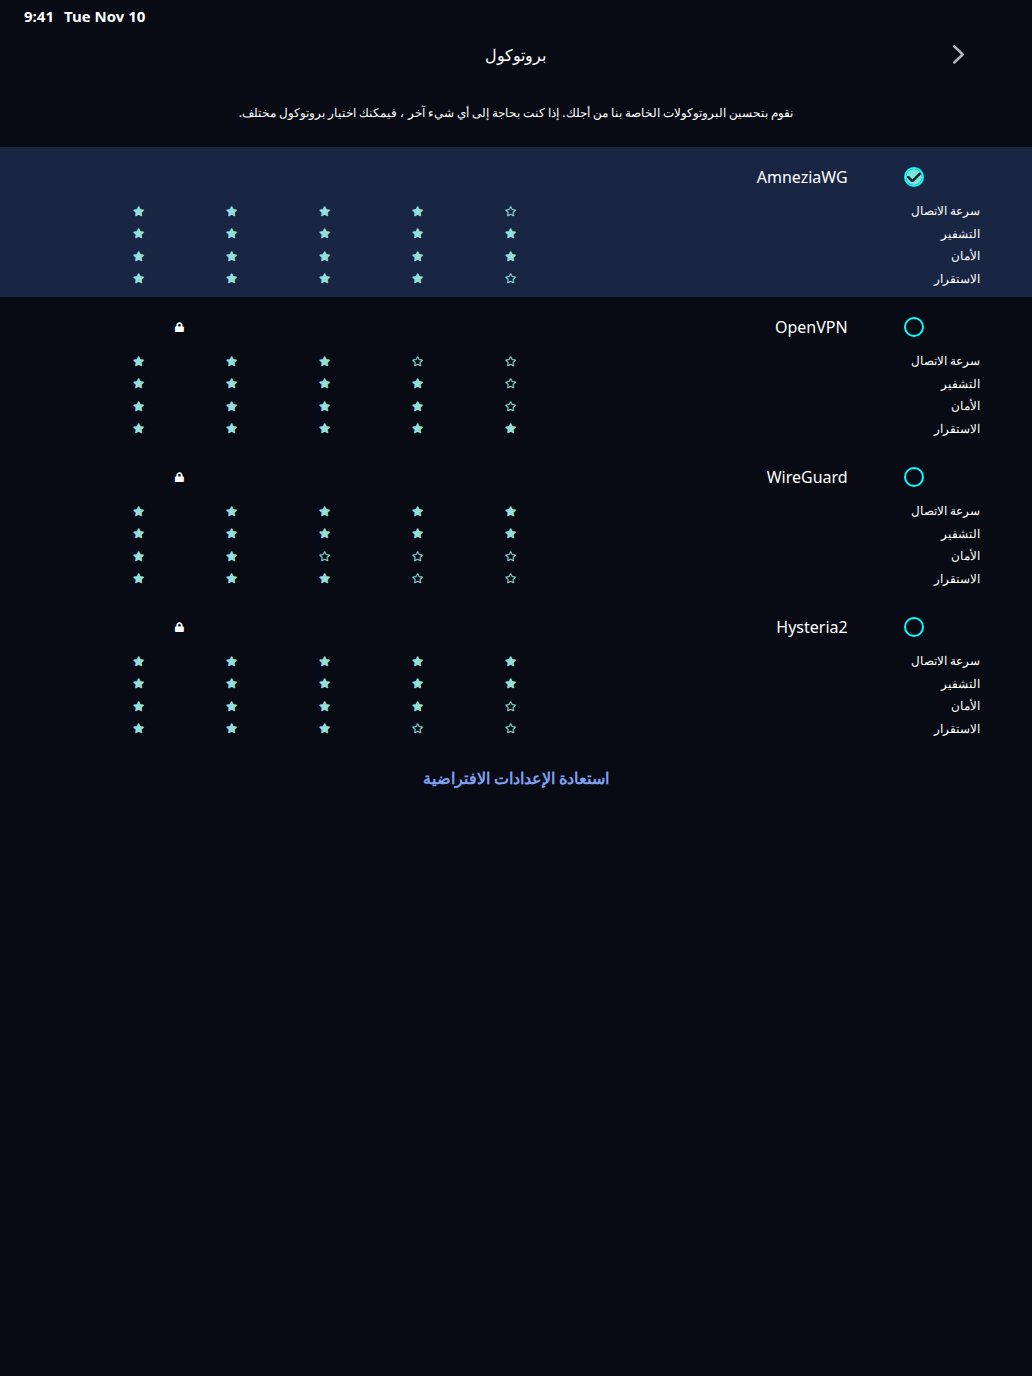 9:41 Tue Nov 10
بروتوكول
نقوم بتحسين البروتوكولات الخاصة بنا من أجلك. إذا كنت بحاجة إلى أي شيء آخر ، فيمكنك اختيار بروتوكول مختلف.
AmneziaWG
سرعة الاتصال
التشفير
الأمان
الاستقرار
OpenVPN
سرعة الاتصال
التشفير
الأمان
الاستقرار
WireGuard
سرعة الاتصال
التشفير
الأمان
الاستقرار
Hysteria2
سرعة الاتصال
التشفير
الأمان
الاستقرار
استعادة الإعدادات الافتراضية